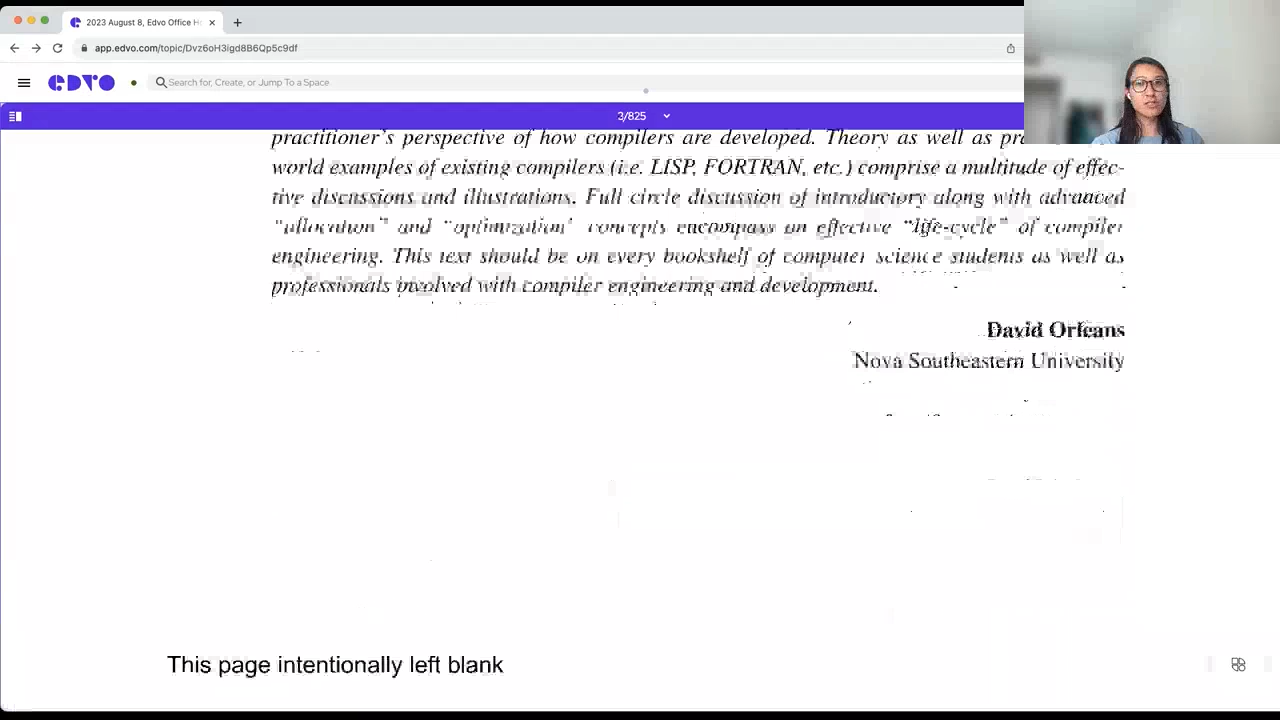 2023 August 8, Edvo Office H
app.edvo.com/topic/Dvz6oH3igd8B6Qp5c9df
EDVO
Search for, Create, or Jump To a Space
3/825
practitioner's perspective of how compilers are developed. Theory as well as
world examples of existing compilers (i.e. LISP, FORTRAN, etc.) comprise a multitude of effec-
tive discussions and illustrations. Full circle discussion of introductory along with advanced
"allocation" and "optimization" concepts encompass an effective "life-cycle" of compiler
engineering. This text should be on every bookshelf of computer science students as well as
professionals involved with compiler engineering and development.
David Orleans
Nova Southeastern University
This page intentionally left blank